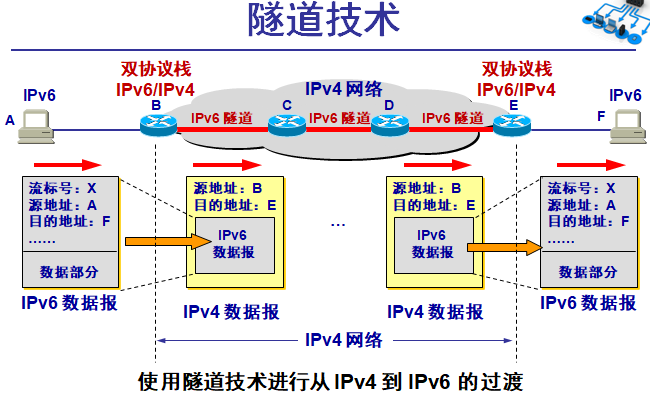 隧道技术
双协议栈
IPv6/IPv4
IPv4 网络
双协议栈
IPv6/IPv4
IPv6
A
B
C
D
E
F
IPv6
IPv6 隧道
IPv6 隧道
IPv6 隧道
流标号：X
源地址：A
目的地址：F
……
数据部分
IPv6 数据报
源地址：B
目的地址：E
IPv6
数据报
IPv4 数据报
…
源地址：B
目的地址：E
IPv6
数据报
IPv4 数据报
流标号：X
源地址：A
目的地址：F
……
数据部分
IPv6 数据报
IPv4 网络
使用隧道技术进行从 IPv4 到 IPv6 的过渡